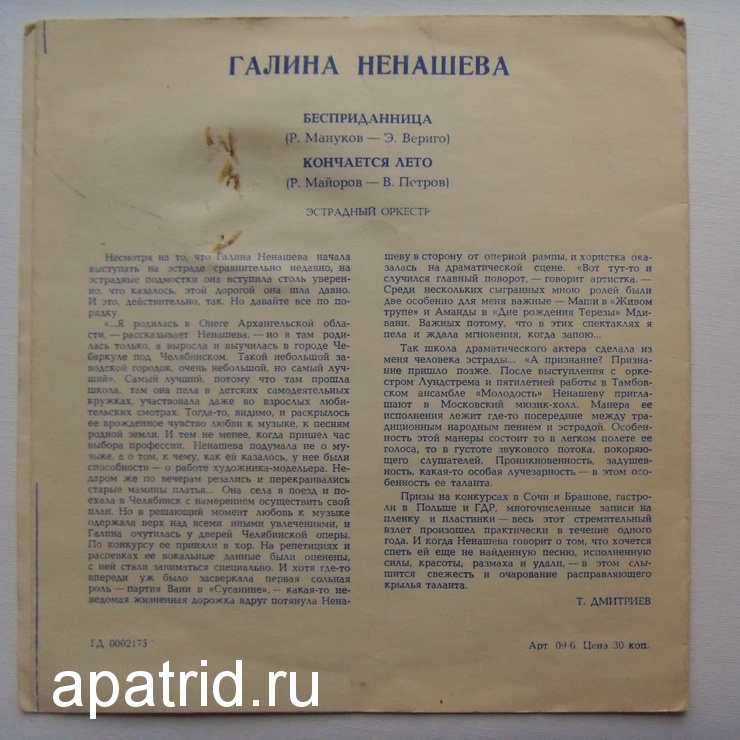 ГАЛИНА НЕНАШЕВА
БЕСПРИДАННИЦА
(Р. Мануков — Э. Вериго)
КОНЧАЕТСЯ ЛЕТО
(Р. Майоров — В. Петров)
ЭСТРАДНЫЙ ОРКЕСТР
Несмотря на то, что Галина Ненашева начала
выступать на эстраде сравнительно недавно, на
эстрадные подмостки она вступила столь уверен-
но, что казалось, этой дорогой она шла давно.
И это, действительно, так. Но давайте все по по-
рядку.
«...Я родилась в Онеге Архангельской обла-
сти, — рассказывает Ненашева, — но я там роди-
лась только, а выросла и выучилась в городе Че-
баркуле под Челябинском. Такой небольшой за-
водской городок, очень небольшой, но самый луч-
ший». Самый лучший, потому что там прошла
школа, там она пела в детских самодеятельных
кружках, участвовала даже во взрослых люби-
тельских смотрах. Тогда-то, видимо, и раскрылось
ее врожденное чувство любви к музыке, к песням
родной земли. И тем не менее, когда пришел час
выбора профессии, Ненашева подумала не о му-
зыке, а о том, к чему, как ей казалось, у нее были
способности — о работе художника-модельера. Не-
даром же по вечерам резались и перекраивались
старые мамины платья... Она села в поезд и по-
ехала в Челябинск с намерением осуществить свой
план. Но в решающий момент любовь к музыке
одержала верх над всеми иными увлечениями, и
Галина очутилась у дверей Челябинской оперы.
По конкурсу ее приняли в хор. На репетициях и
распевках ее вокальные данные были оценены,
с ней стали заниматься специально. И хотя где-то
впереди уж было засверкала первая сольная
роль — партия Вани в «Сусанине», — какая-то не-
ведомая жизненная дорожка вдруг потянула Нена-
шеву в сторону от оперной рампы, и хористка ока-
залась на драматической сцене. «Вот тут-то и
случился главный поворот, — говорит артистка. —
Среди нескольких сыгранных мною ролей были
две особенно для меня важные — Маши в «Живом
трупе» и Аманды в «Дне рождения Терезы» Мди-
вани. Важных потому, что в этих спектаклях я
пела и ждала мгновения, когда запою...
Так школа драматического актера сделала из
меня человека эстрады... «А признание? Призна-
ние пришло позже. После выступления с орке-
стром Лундстрема и пятилетней работы в Тамбов-
ском ансамбле «Молодость» Ненашеву пригла-
шают в Московский мюзик-холл. Манера ее
исполнения лежит где-то посередине между тра-
диционным народным пением и эстрадой. Особен-
ность этой манеры состоит то в легком полете ее
голоса, то в густоте звукового потока, покоряю-
щего слушателей. Проникновенность, задушев-
ность, какая-то особая лучезарность — в этом осо-
бенность ее таланта.
Призы на конкурсах в Сочи и Брашове, гастро-
ли в Польше и ГДР, многочисленные записи на
пленку и пластинки — весь этот стремительный
взлет произошел практически в течение одного
года. И когда Ненашева говорит о том, что хочется
спеть ей еще не найденную песню, исполненную
силы, красоты, размаха и удали, — в этом слы-
шится свежесть и очарование расправляющего
крылья таланта.
Т. ДМИТРИЕВ
ГД 0002175
Арт. 09-6. Цена 30 коп.
apatrid.ru